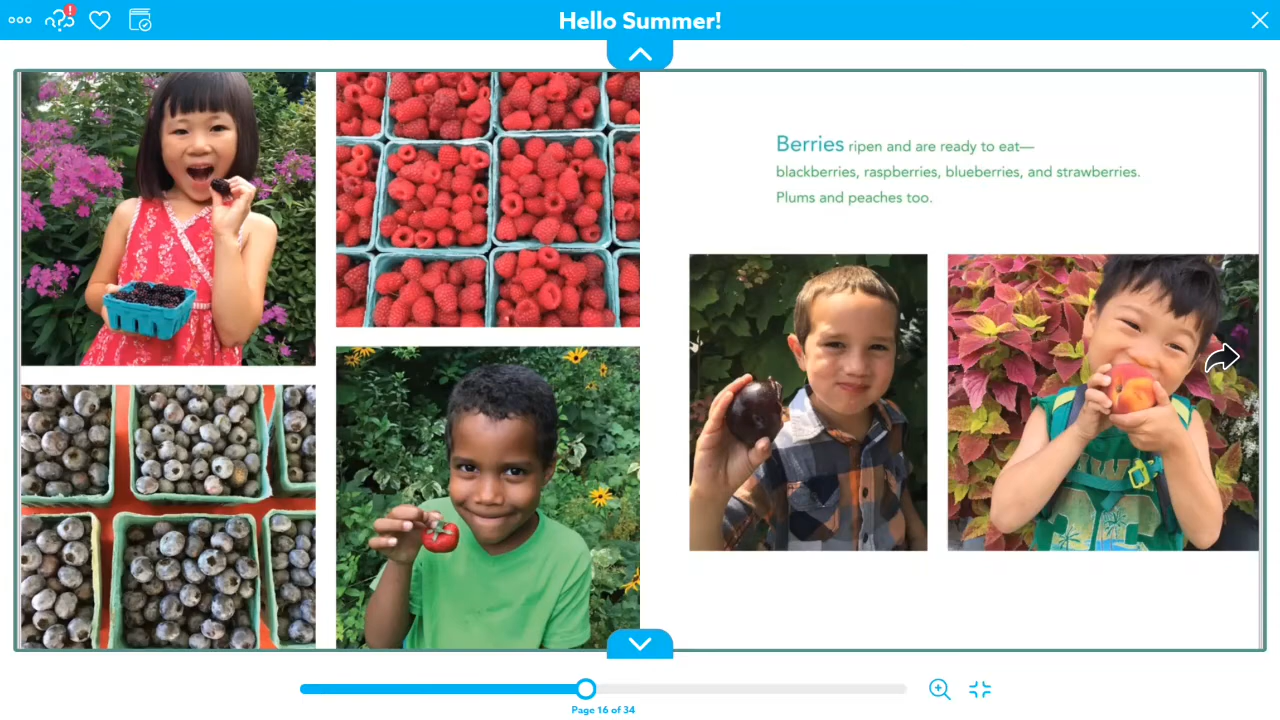 Hello Summer!
Berries ripen and are ready to eat—
blackberries, raspberries, blueberries, and strawberries.
Plums and peaches too.
Page 16 of 34